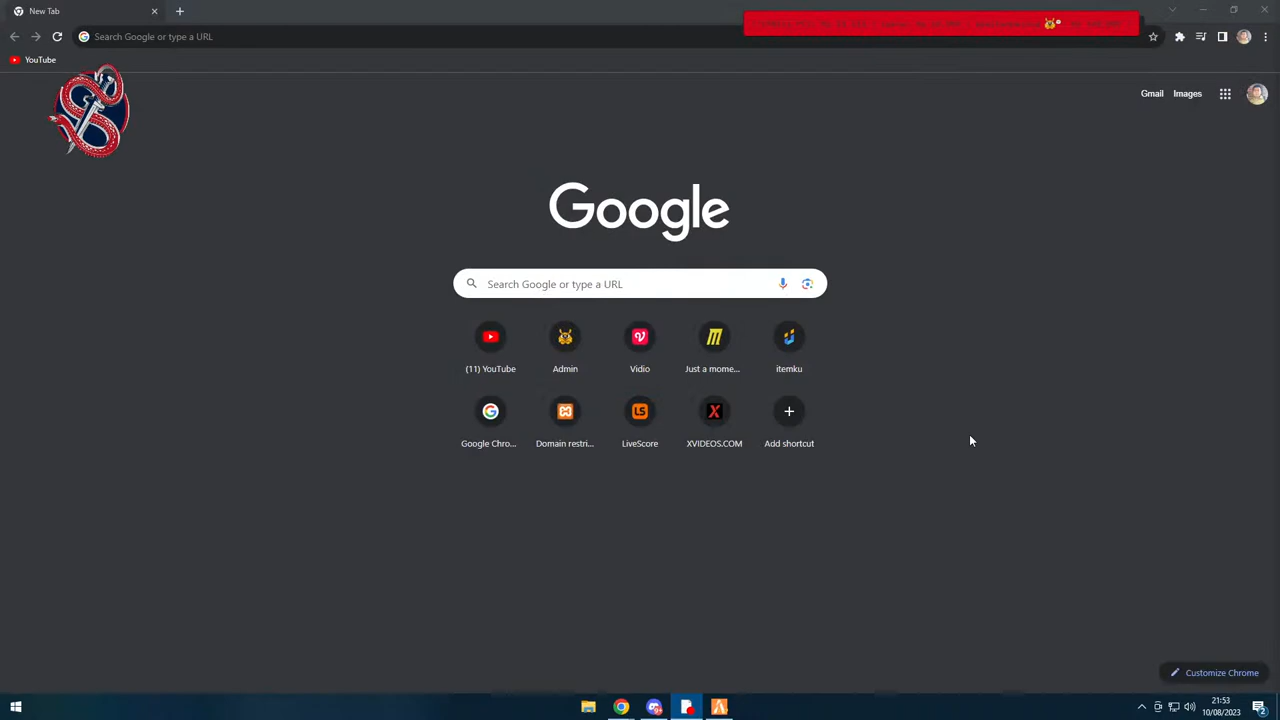 New Tab
Search Google or type a URL
YouTube
Gmail Images
Google
Search Google or type a URL
(11) YouTube Admin Vidio Just a mome... itemku
Google Chro... Domain restri... LiveScore XVIDEOS.COM Add shortcut
Customize Chrome
21:53
10/08/2023